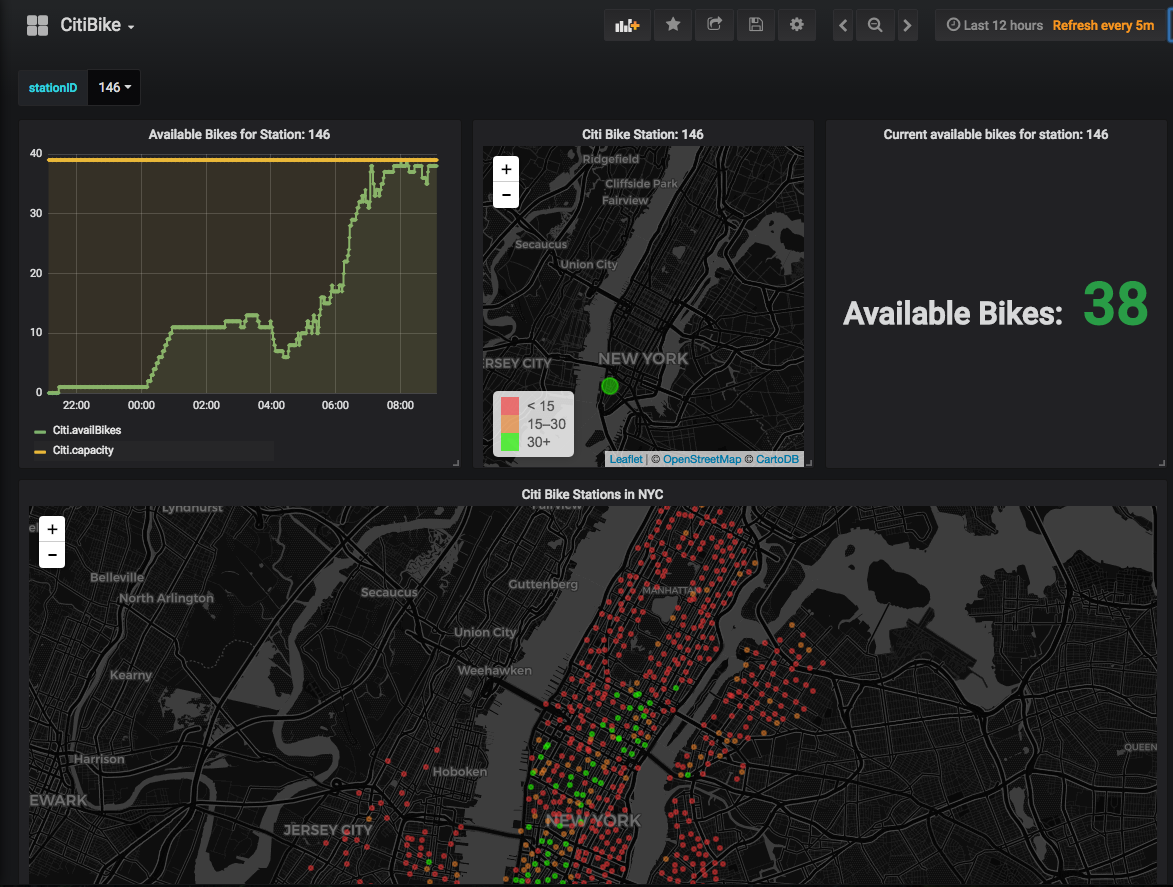 CitiBike
Last 12 hours Refresh every 5m
stationID 146
Available Bikes for Station: 146
40
30
20
10
0
22:00 00:00 02:00 04:00 06:00 08:00
Citi.availBikes
Citi.capacity
Citi Bike Station: 146
+
−
Ridgefield
Cliffside Park
Fairview
Secaucus
Union City
ERSEY CITY
NEW YORK
< 15
15–30
30+
Leaflet | © OpenStreetMap © CartoDB
Current available bikes for station: 146
Available Bikes: 38
Citi Bike Stations in NYC
+
−
Lyndhurst
Fairview
Belleville
North Arlington
Secaucus
Guttenberg
MANHATTAN
Union City
Weehawken
Kearny
Harrison
Hoboken
QUEEN
EWARK
JERSEY CITY
NEW YORK